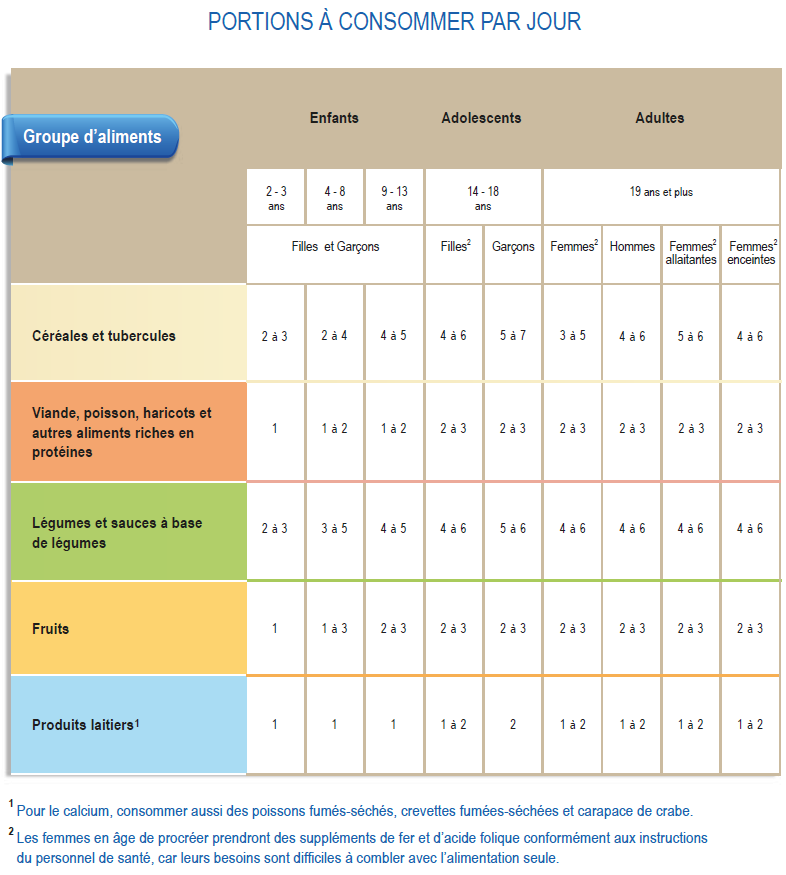 PORTIONS À CONSOMMER PAR JOUR
Enfants Adolescents Adultes
Groupe d'aliments
2 - 3 ans 4 - 8 ans 9 - 13 ans 14 - 18 ans 19 ans et plus
Filles et Garçons Filles² Garçons Femmes² Hommes Femmes² allaitantes Femmes² enceintes
Céréales et tubercules 2 à 3 2 à 4 4 à 5 4 à 6 5 à 7 3 à 5 4 à 6 5 à 6 4 à 6
Viande, poisson, haricots et
autres aliments riches en
protéines
1 1 à 2 1 à 2 2 à 3 2 à 3 2 à 3 2 à 3 2 à 3 2 à 3
Légumes et sauces à base
de légumes
2 à 3 3 à 5 4 à 5 4 à 6 5 à 6 4 à 6 4 à 6 4 à 6 4 à 6
Fruits 1 1 à 3 2 à 3 2 à 3 2 à 3 2 à 3 2 à 3 2 à 3 2 à 3
Produits laitiers¹ 1 1 1 1 à 2 2 1 à 2 1 à 2 1 à 2 1 à 2
¹ Pour le calcium, consommer aussi des poissons fumés-séchés, crevettes fumées-séchées et carapace de crabe.
² Les femmes en âge de procréer prendront des suppléments de fer et d'acide folique conformément aux instructions
du personnel de santé, car leurs besoins sont difficiles à combler avec l'alimentation seule.